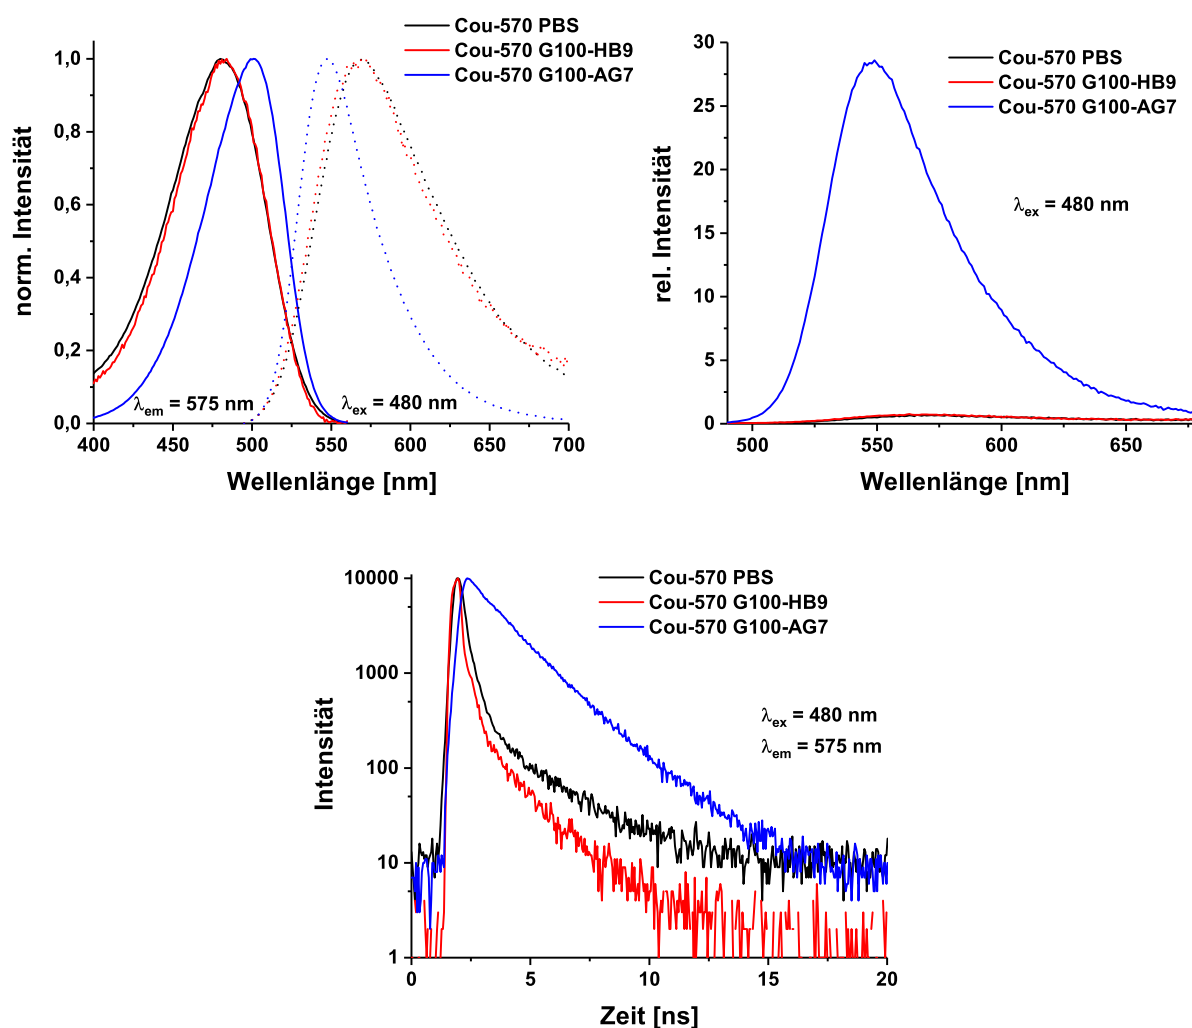 Cou-570 PBS
Cou-570 G100-HB9
Cou-570 G100-AG7
1,0
0,8
0,6
0,4
0,2
0,0
norm. Intensität
λem = 575 nm
λex = 480 nm
400 450 500 550 600 650 700
Wellenlänge [nm]
Cou-570 PBS
Cou-570 G100-HB9
Cou-570 G100-AG7
30
25
20
15
10
5
0
rel. Intensität
λex = 480 nm
500 550 600 650
Wellenlänge [nm]
Cou-570 PBS
Cou-570 G100-HB9
Cou-570 G100-AG7
10000
1000
100
10
1
Intensität
λex = 480 nm
λem = 575 nm
0 5 10 15 20
Zeit [ns]